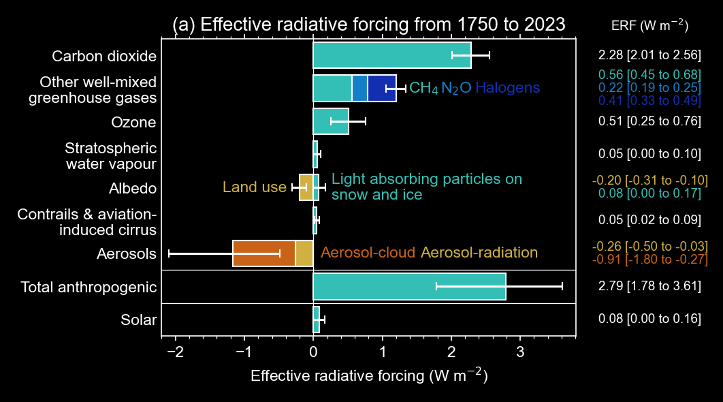 (a) Effective radiative forcing from 1750 to 2023
ERF (W m⁻²)
Carbon dioxide
2.28 [2.01 to 2.56]
Other well-mixed
greenhouse gases
CH₄ N₂O Halogens
0.56 [0.45 to 0.68]
0.22 [0.19 to 0.25]
0.41 [0.33 to 0.49]
Ozone
0.51 [0.25 to 0.76]
Stratospheric
water vapour
0.05 [0.00 to 0.10]
Albedo
Land use
Light absorbing particles on
snow and ice
-0.20 [-0.31 to -0.10]
0.08 [0.00 to 0.17]
Contrails & aviation-
induced cirrus
0.05 [0.02 to 0.09]
Aerosols
Aerosol-cloud Aerosol-radiation
-0.26 [-0.50 to -0.03]
-0.91 [-1.80 to -0.27]
Total anthropogenic
2.79 [1.78 to 3.61]
Solar
0.08 [0.00 to 0.16]
−2 −1 0 1 2 3
Effective radiative forcing (W m⁻²)